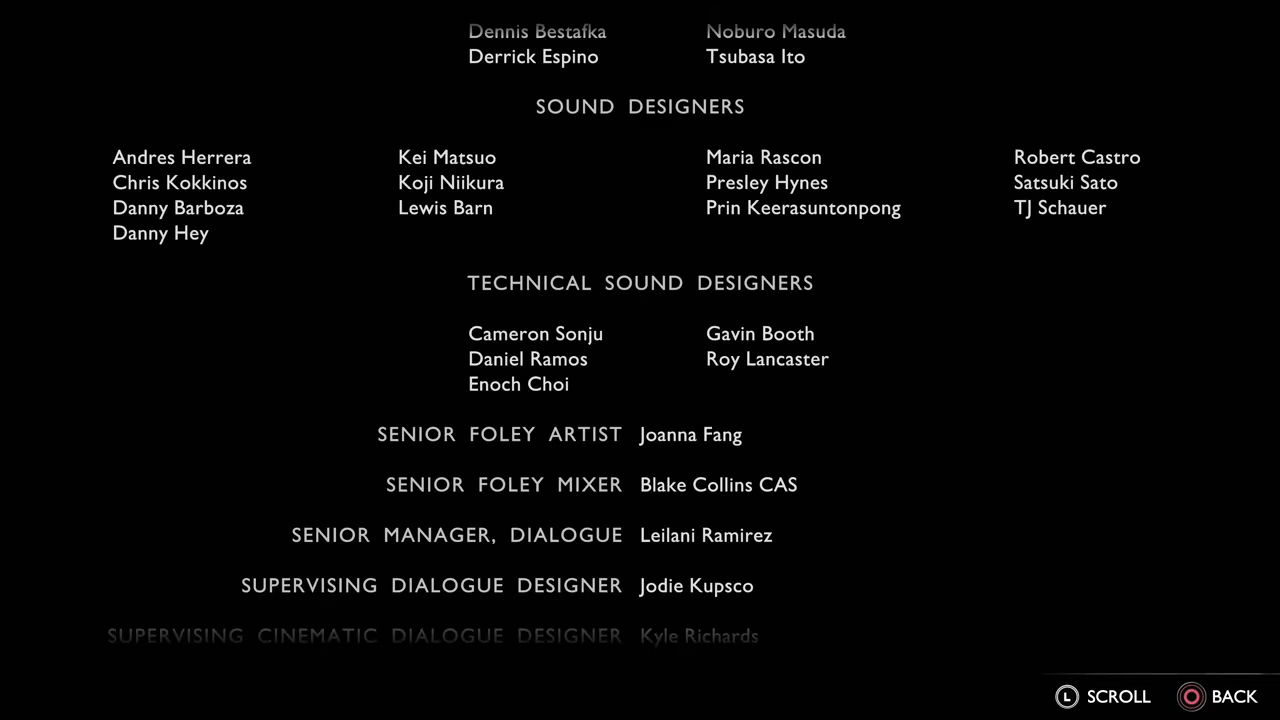 Dennis Bestafka Noburo Masuda
Derrick Espino Tsubasa Ito
SOUND DESIGNERS
Andres Herrera Kei Matsuo Maria Rascon Robert Castro
Chris Kokkinos Koji Niikura Presley Hynes Satsuki Sato
Danny Barboza Lewis Barn Prin Keerasuntonpong TJ Schauer
Danny Hey
TECHNICAL SOUND DESIGNERS
Cameron Sonju Gavin Booth
Daniel Ramos Roy Lancaster
Enoch Choi
SENIOR FOLEY ARTIST Joanna Fang
SENIOR FOLEY MIXER Blake Collins CAS
SENIOR MANAGER, DIALOGUE Leilani Ramirez
SUPERVISING DIALOGUE DESIGNER Jodie Kupsco
SUPERVISING CINEMATIC DIALOGUE DESIGNER Kyle Richards
L SCROLL BACK